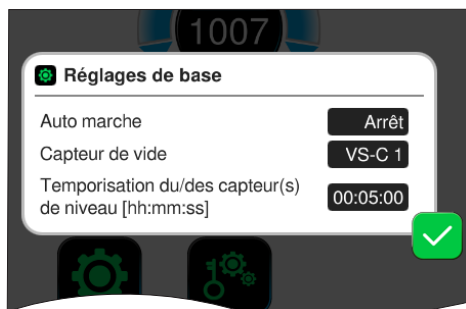 1007
Réglages de base
Auto marche Arrêt
Capteur de vide VS-C 1
Temporisation du/des capteur(s)
de niveau [hh:mm:ss] 00:05:00